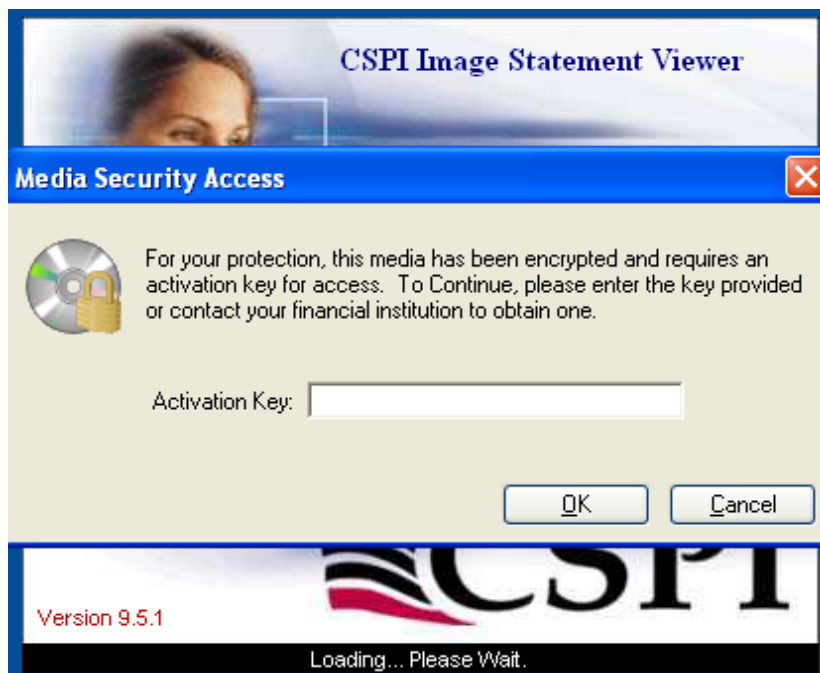 CSPI Image Statement Viewer
Media Security Access
For your protection, this media has been encrypted and requires an
activation key for access.  To Continue, please enter the key provided
or contact your financial institution to obtain one.
Activation Key:
OK
Cancel
CSPI
Version 9.5.1
Loading... Please Wait.